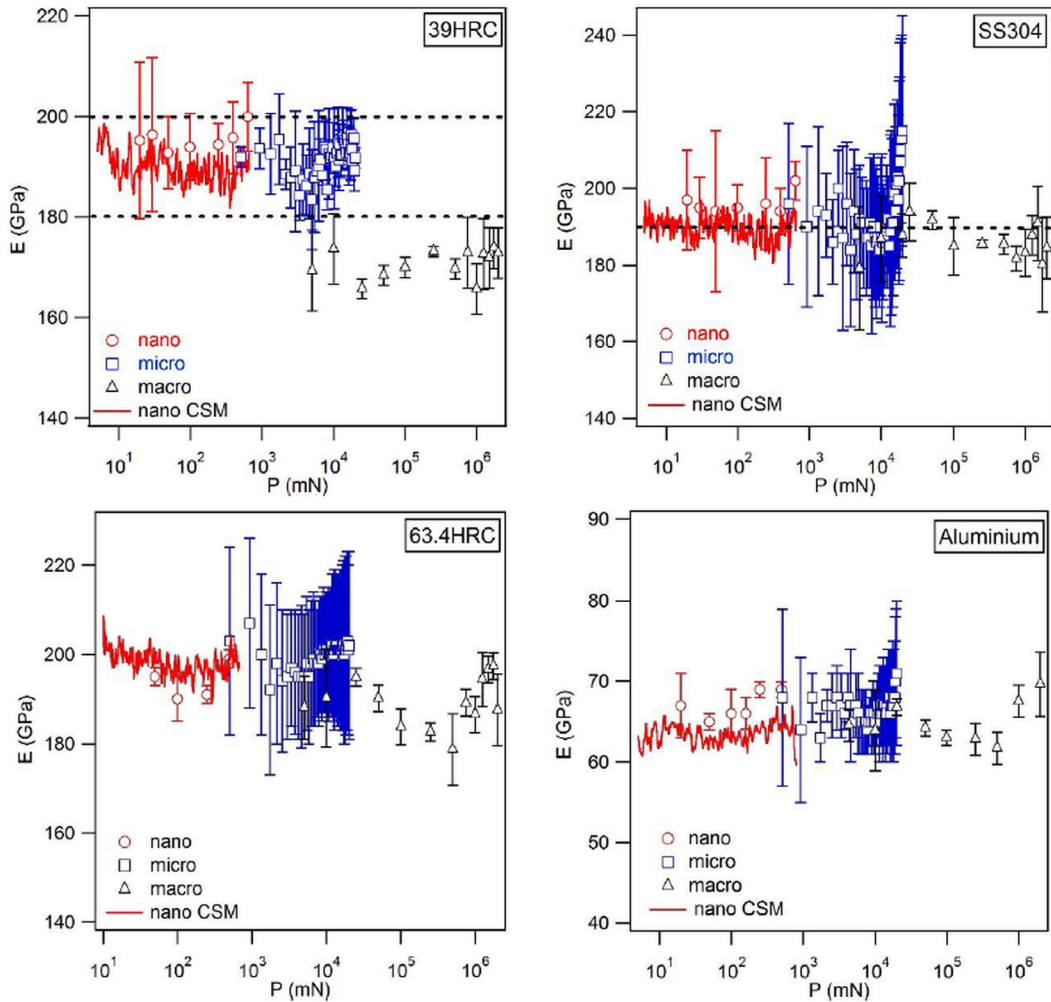 39HRC
220
200
180
160
140
E (GPa)
nano
micro
macro
nano CSM
10¹ 10² 10³ 10⁴ 10⁵ 10⁶
P (mN)
SS304
240
220
200
180
160
140
E (GPa)
nano
micro
macro
nano CSM
10¹ 10² 10³ 10⁴ 10⁵ 10⁶
P (mN)
63.4HRC
220
200
180
160
140
E (GPa)
nano
micro
macro
nano CSM
10¹ 10² 10³ 10⁴ 10⁵ 10⁶
P (mN)
Aluminium
90
80
70
60
50
40
E (GPa)
nano
micro
macro
nano CSM
10¹ 10² 10³ 10⁴ 10⁵ 10⁶
P (mN)